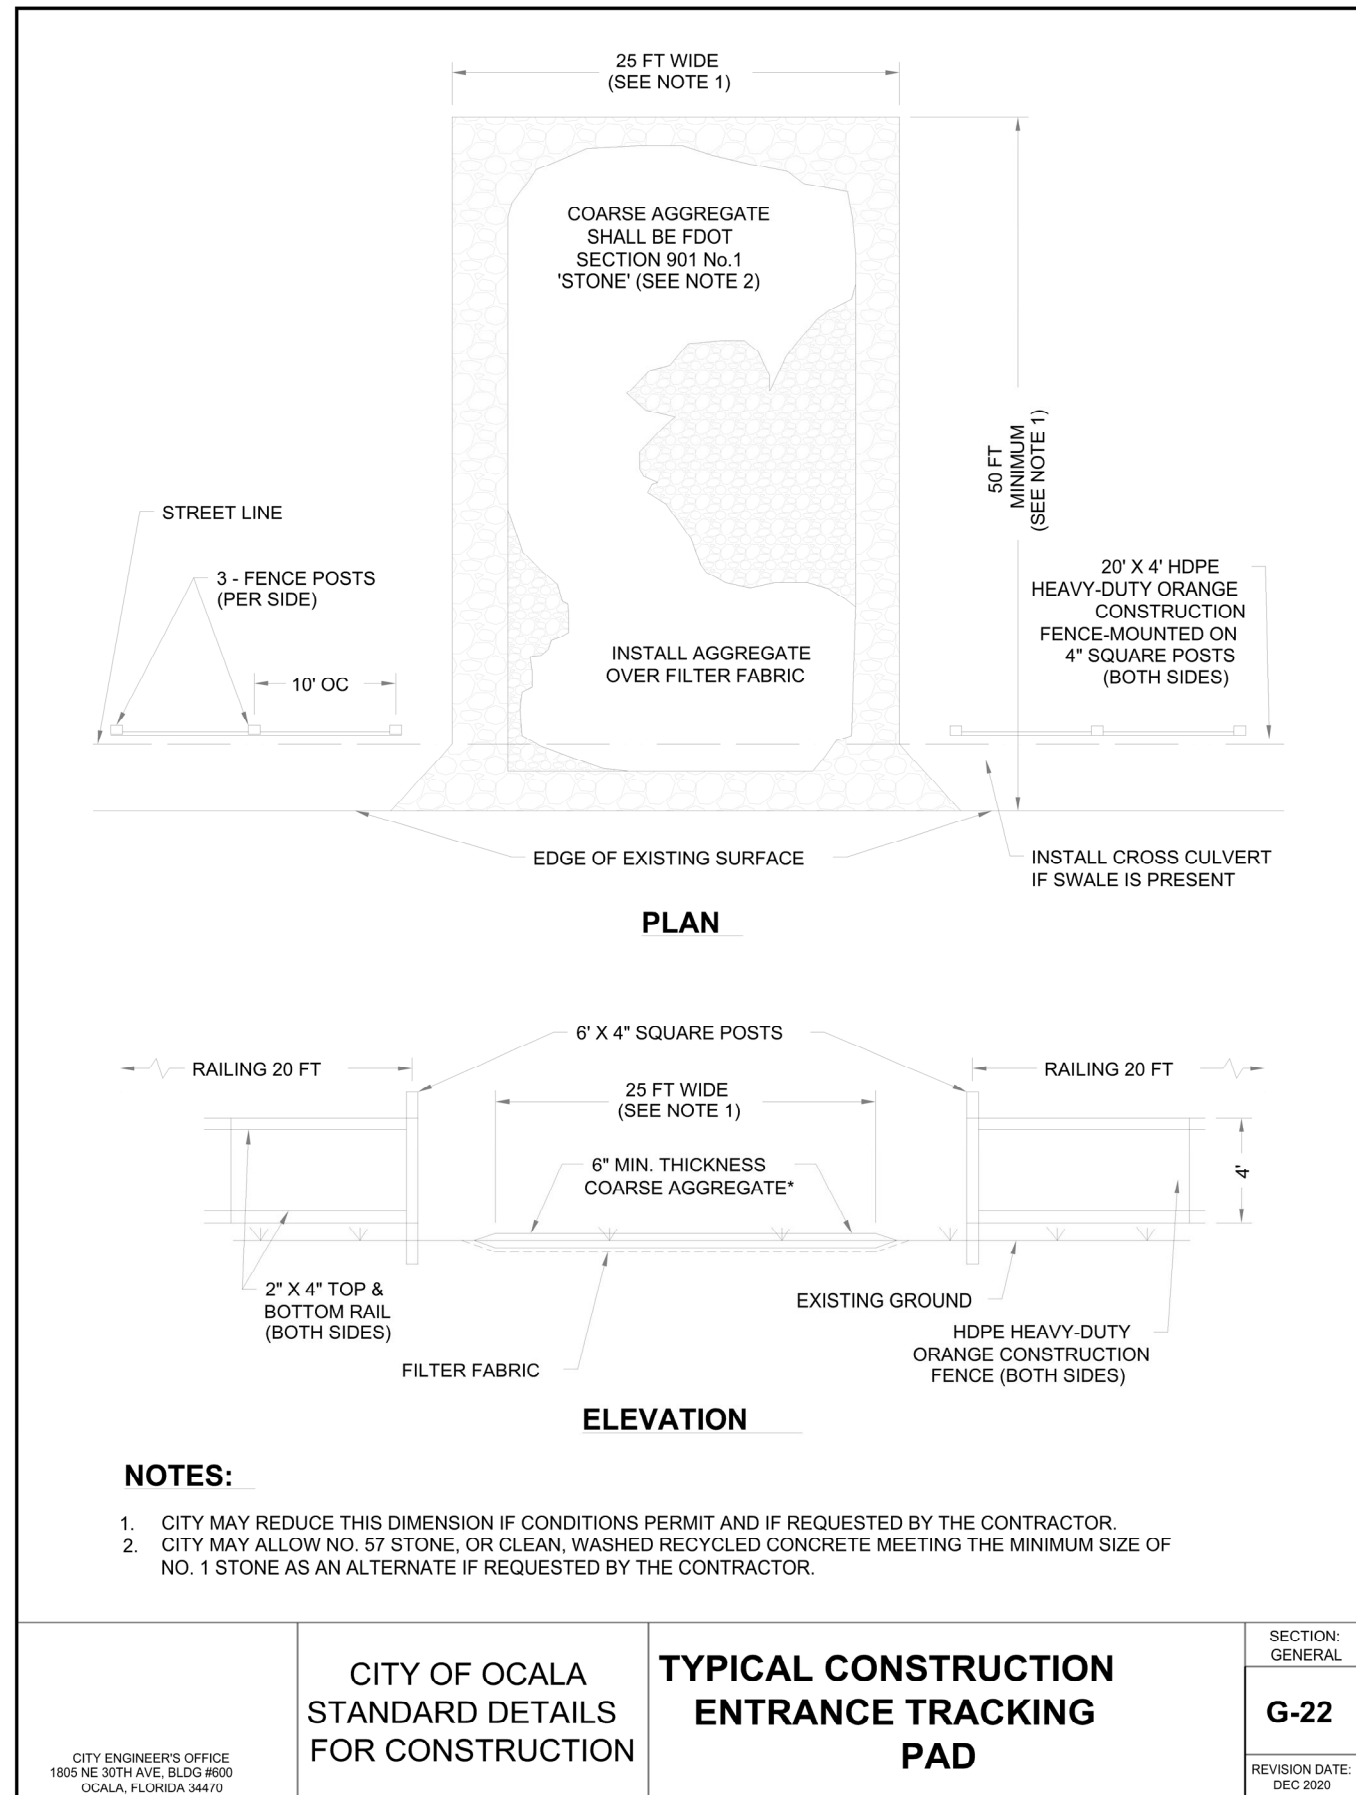 25 FT WIDE
(SEE NOTE 1)
COARSE AGGREGATE
SHALL BE FDOT
SECTION 901 No.1
'STONE' (SEE NOTE 2)
50 FT
MINIMUM
(SEE NOTE 1)
STREET LINE
3 - FENCE POSTS
(PER SIDE)
10' OC
20' X 4' HDPE
HEAVY-DUTY ORANGE
CONSTRUCTION
FENCE-MOUNTED ON
4" SQUARE POSTS
(BOTH SIDES)
INSTALL AGGREGATE
OVER FILTER FABRIC
EDGE OF EXISTING SURFACE
INSTALL CROSS CULVERT
IF SWALE IS PRESENT
PLAN
6' X 4" SQUARE POSTS
RAILING 20 FT
RAILING 20 FT
25 FT WIDE
(SEE NOTE 1)
6" MIN. THICKNESS
COARSE AGGREGATE*
4'
2" X 4" TOP &
BOTTOM RAIL
(BOTH SIDES)
EXISTING GROUND
FILTER FABRIC
HDPE HEAVY-DUTY
ORANGE CONSTRUCTION
FENCE (BOTH SIDES)
ELEVATION
NOTES:
1. CITY MAY REDUCE THIS DIMENSION IF CONDITIONS PERMIT AND IF REQUESTED BY THE CONTRACTOR.
2. CITY MAY ALLOW NO. 57 STONE, OR CLEAN, WASHED RECYCLED CONCRETE MEETING THE MINIMUM SIZE OF
NO. 1 STONE AS AN ALTERNATE IF REQUESTED BY THE CONTRACTOR.
CITY ENGINEER'S OFFICE
1805 NE 30TH AVE, BLDG #600
OCALA, FLORIDA 34470
CITY OF OCALA
STANDARD DETAILS
FOR CONSTRUCTION
TYPICAL CONSTRUCTION
ENTRANCE TRACKING
PAD
SECTION:
GENERAL
G-22
REVISION DATE:
DEC 2020